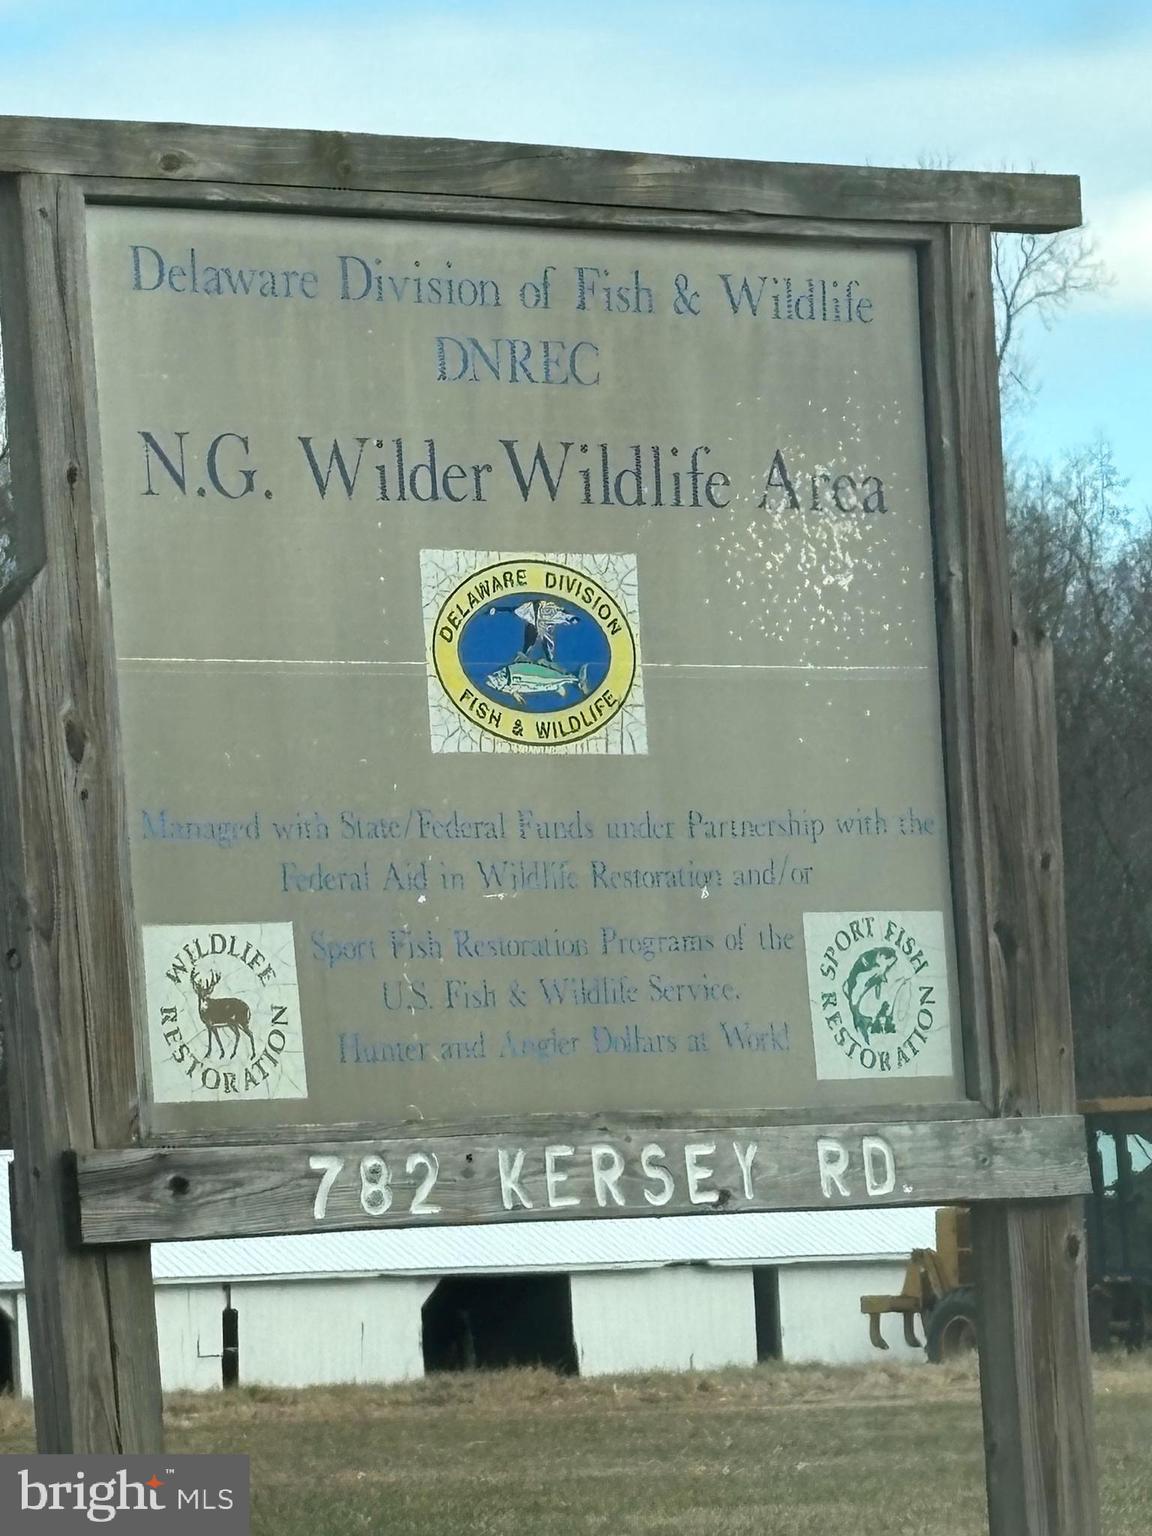 Delaware Division of Fish & Wildlife
DNREC
N.G. Wilder Wildlife Area
DELAWARE DIVISION
FISH & WILDLIFE
Managed with State/Federal Funds under Partnership with the
Federal Aid in Wildlife Restoration and/or
Sport Fish Restoration Programs of the
U.S. Fish & Wildlife Service.
Hunter and Angler Dollars at Work!
WILDLIFE
RESTORATION
SPORT FISH
RESTORATION
782 KERSEY RD.
bright™ MLS